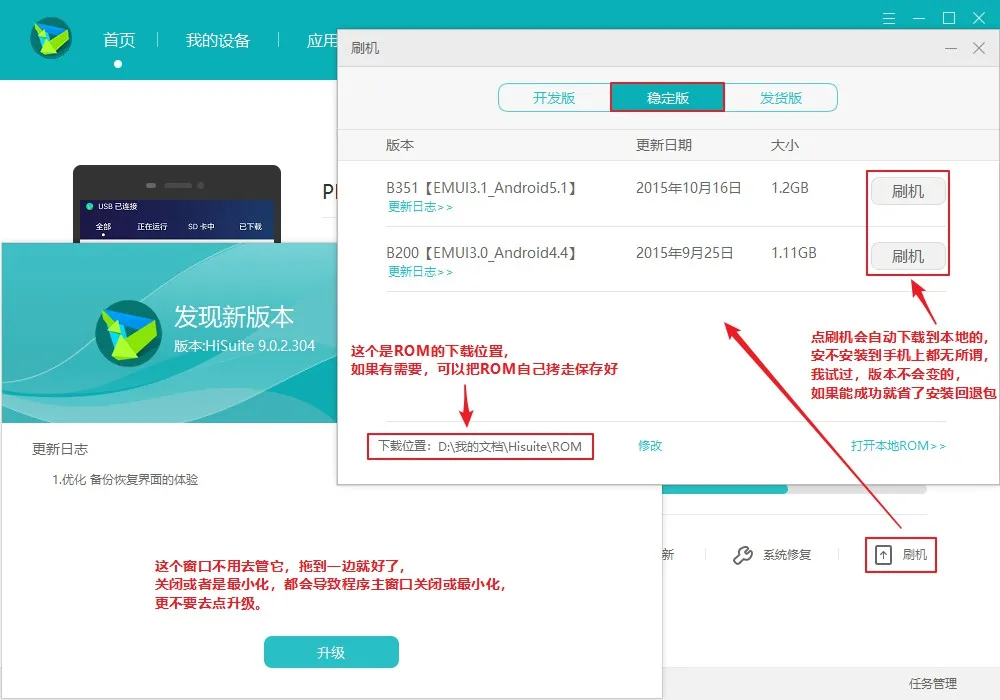 首页
我的设备
应用
刷机
开发版
稳定版
发货版
版本
更新日期
大小
B351【EMUI3.1_Android5.1】
2015年10月16日
1.2GB
刷机
更新日志>>
B200【EMUI3.0_Android4.4】
2015年9月25日
1.11GB
刷机
更新日志>>
USB 已连接
全部
正在运行
SD 卡中
已下载
发现新版本
版本:HiSuite 9.0.2.304
这个是ROM的下载位置，
如果有需要，可以把ROM自己拷走保存好
点刷机会自动下载到本地的，
安不安装到手机上都无所谓，
我试过，版本不会变的，
如果能成功就省了安装回退包
下载位置：D:\我的文档\Hisuite\ROM
修改
打开本地ROM>>
更新日志
1.优化 备份恢复界面的体验
新
系统修复
刷机
这个窗口不用去管它，拖到一边就好了，
关闭或者是最小化，都会导致程序主窗口关闭或最小化，
更不要去点升级。
升级
任务管理